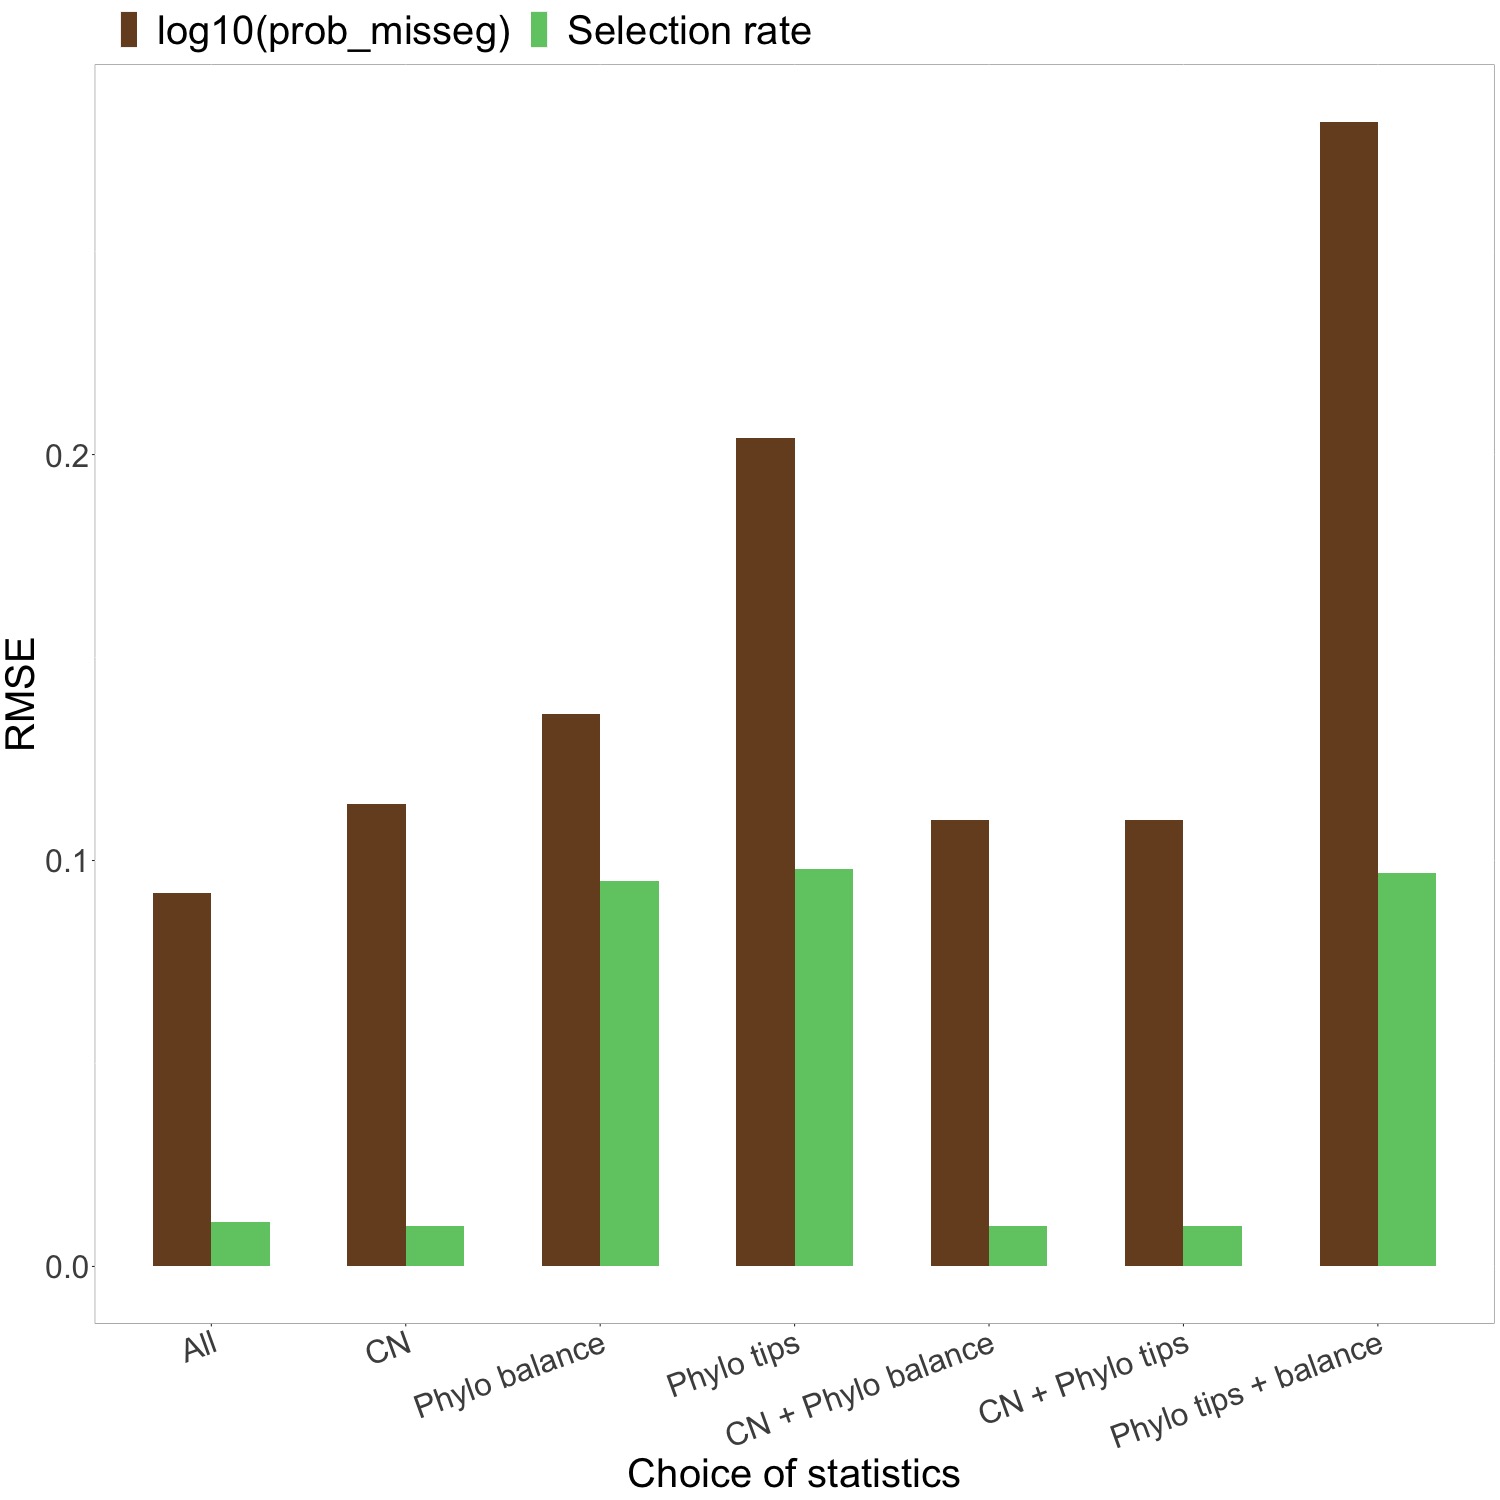 log10(prob_misseg) Selection rate
RMSE
0.2
0.1
0.0
All
CN
Phylo balance
Phylo tips
CN + Phylo balance
CN + Phylo tips
Phylo tips + balance
Choice of statistics